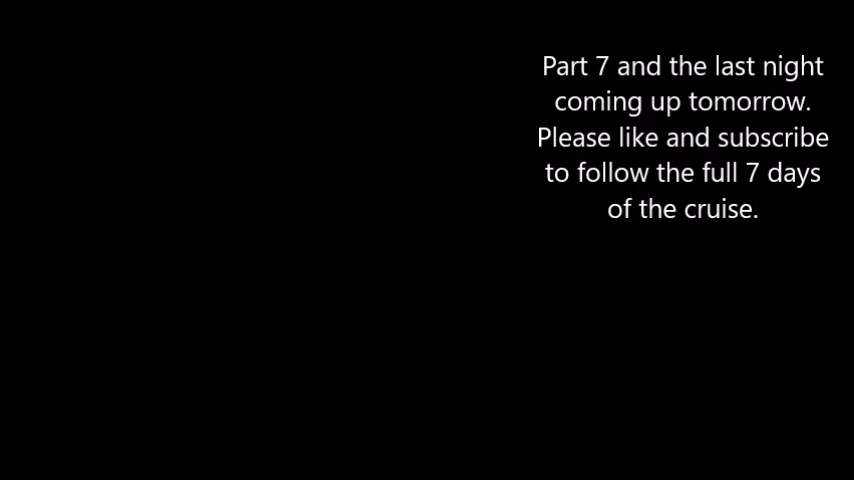 Part 7 and the last night
coming up tomorrow.
Please like and subscribe
to follow the full 7 days
of the cruise.